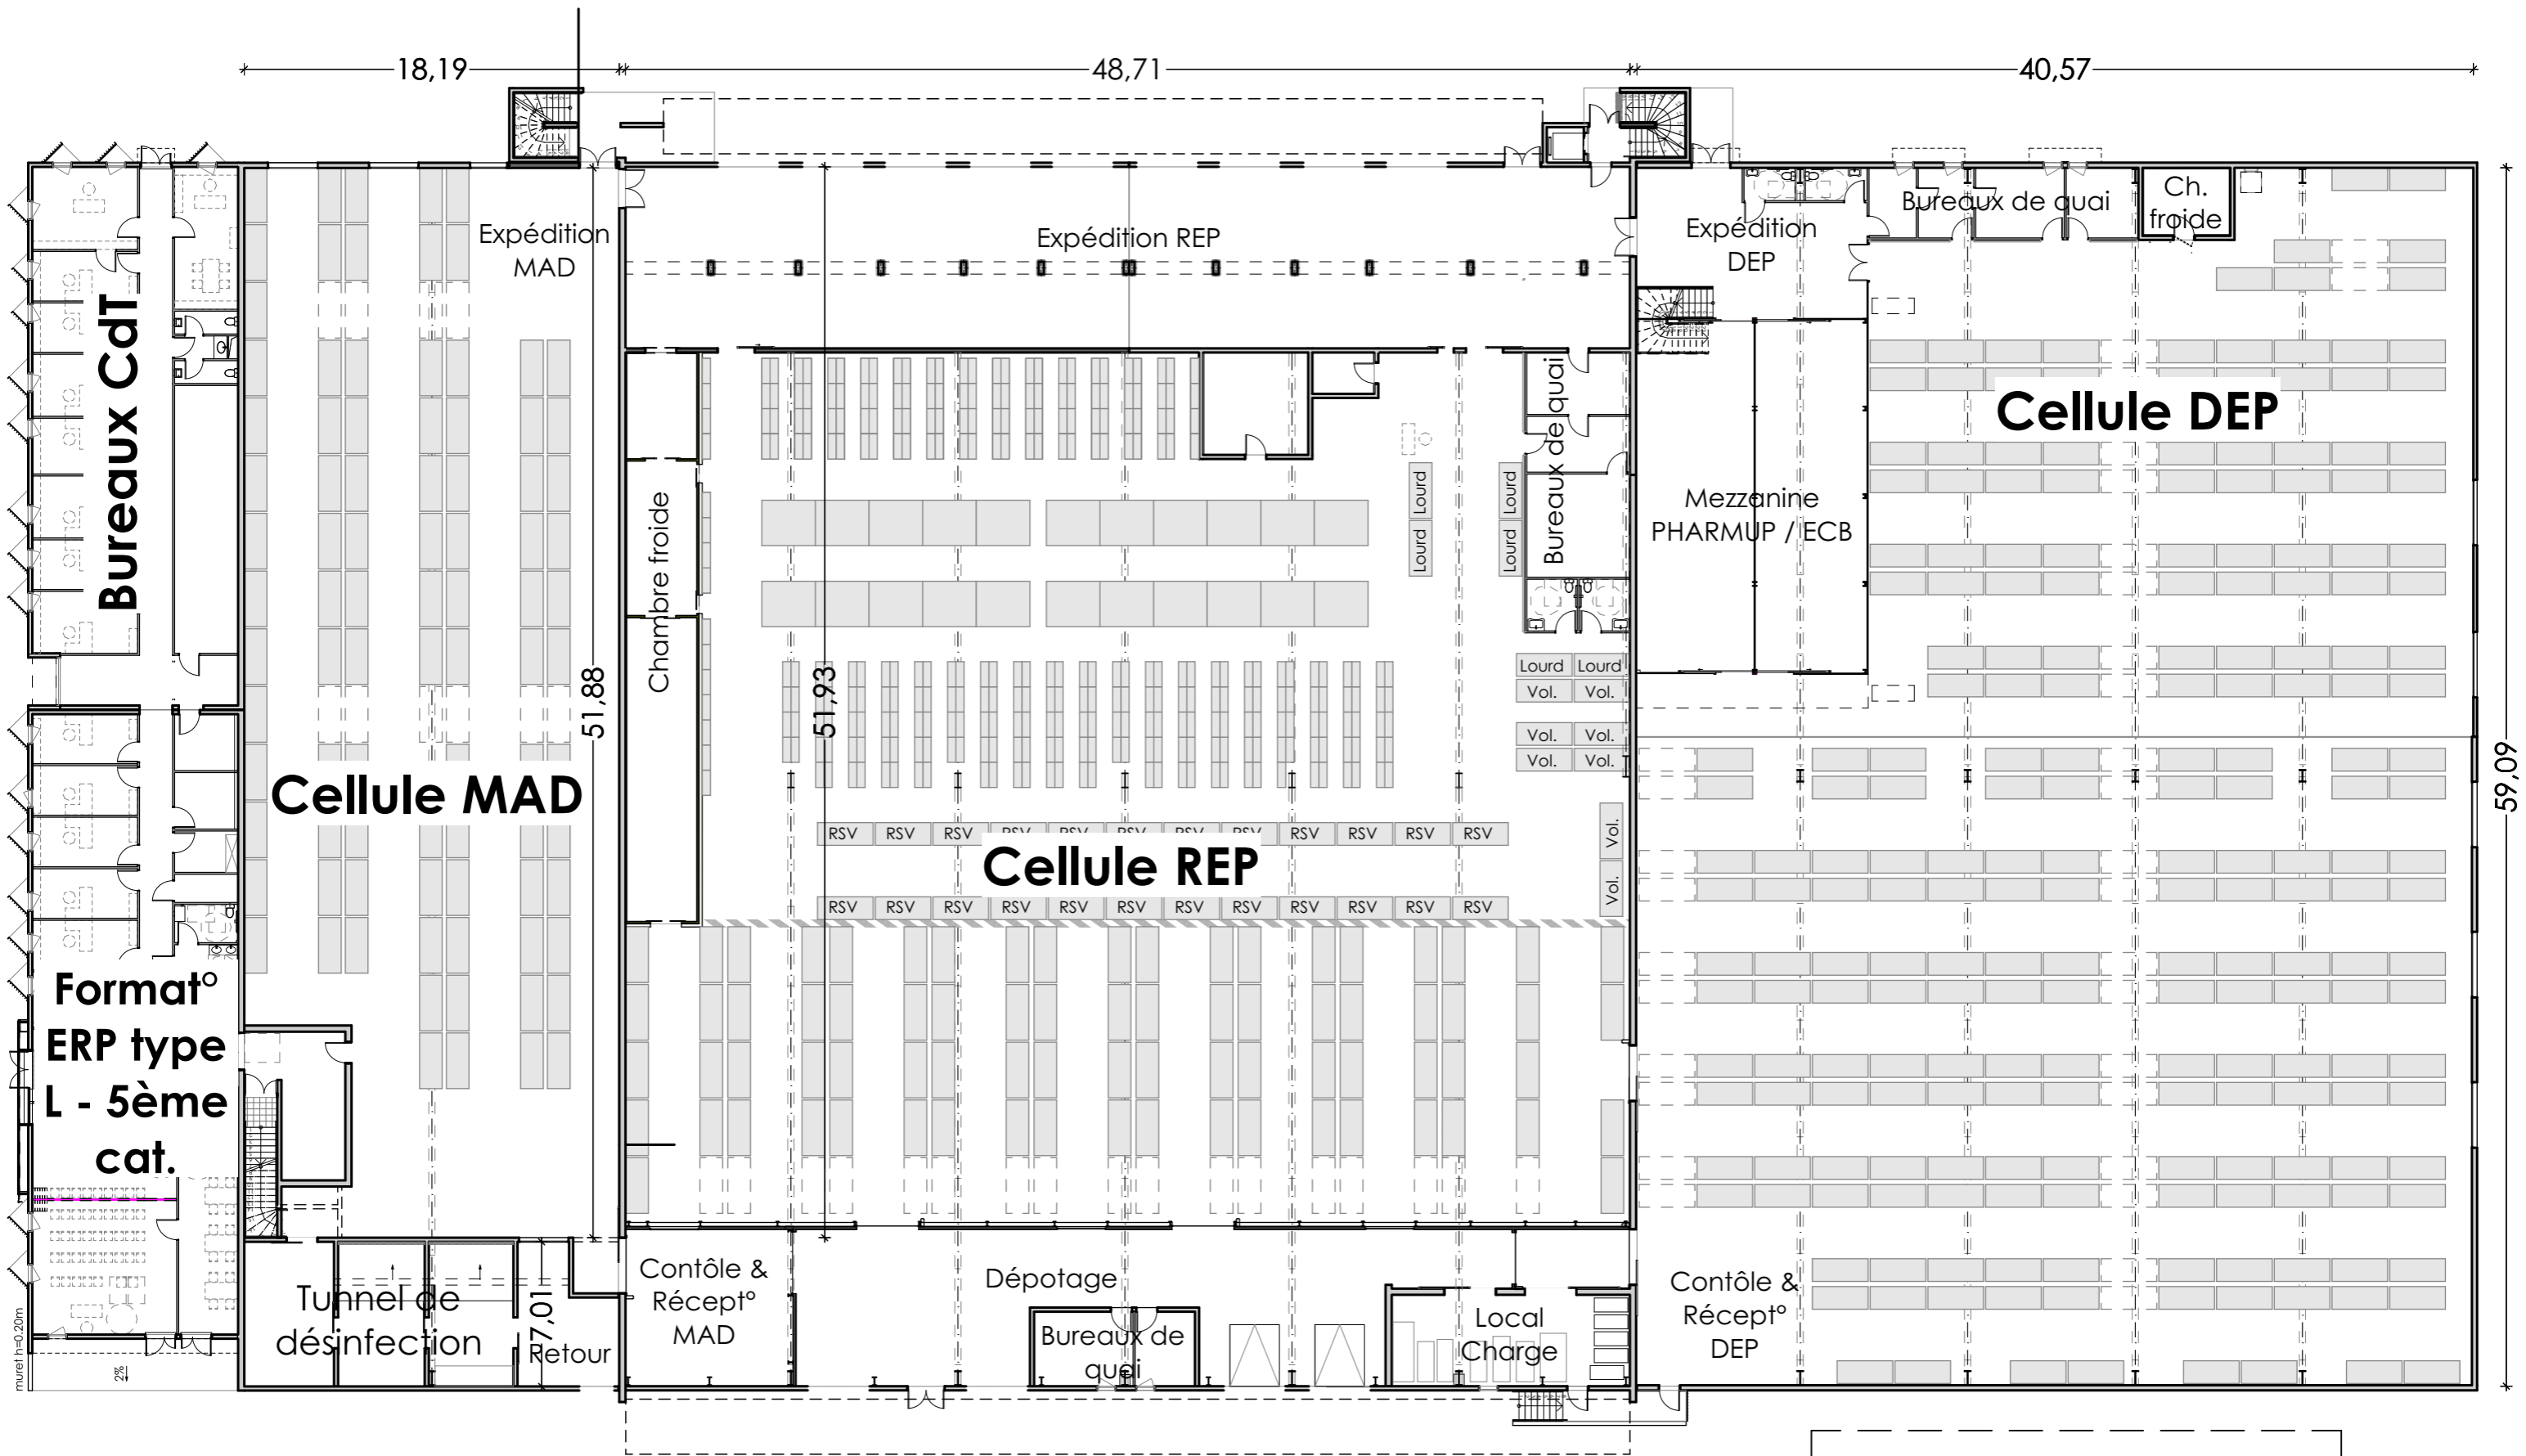 18,19
48,71
40,57
Expédition
MAD
Expédition REP
Expédition
DEP
Bureaux de quai
Ch.
froide
Bureaux CdT
Chambre froide
Bureaux de quai
Lourd
Lourd
Lourd
Lourd
Cellule DEP
Mezzanine
PHARMUP / ECB
51,88
51,93
59,09
Lourd Lourd
Vol. Vol.
Vol. Vol.
Vol. Vol.
Vol.
Vol.
Cellule MAD
RSV RSV RSV RSV RSV RSV RSV RSV RSV RSV RSV RSV
Cellule REP
RSV RSV RSV RSV RSV RSV RSV RSV RSV RSV RSV RSV
Format°
ERP type
L - 5ème
cat.
Tunnel de
désinfection
7,01
Retour
Contôle &
Récept°
MAD
Dépotage
Bureaux de
quai
Local
Charge
Contôle &
Récept°
DEP
muret h=0.20m
2%